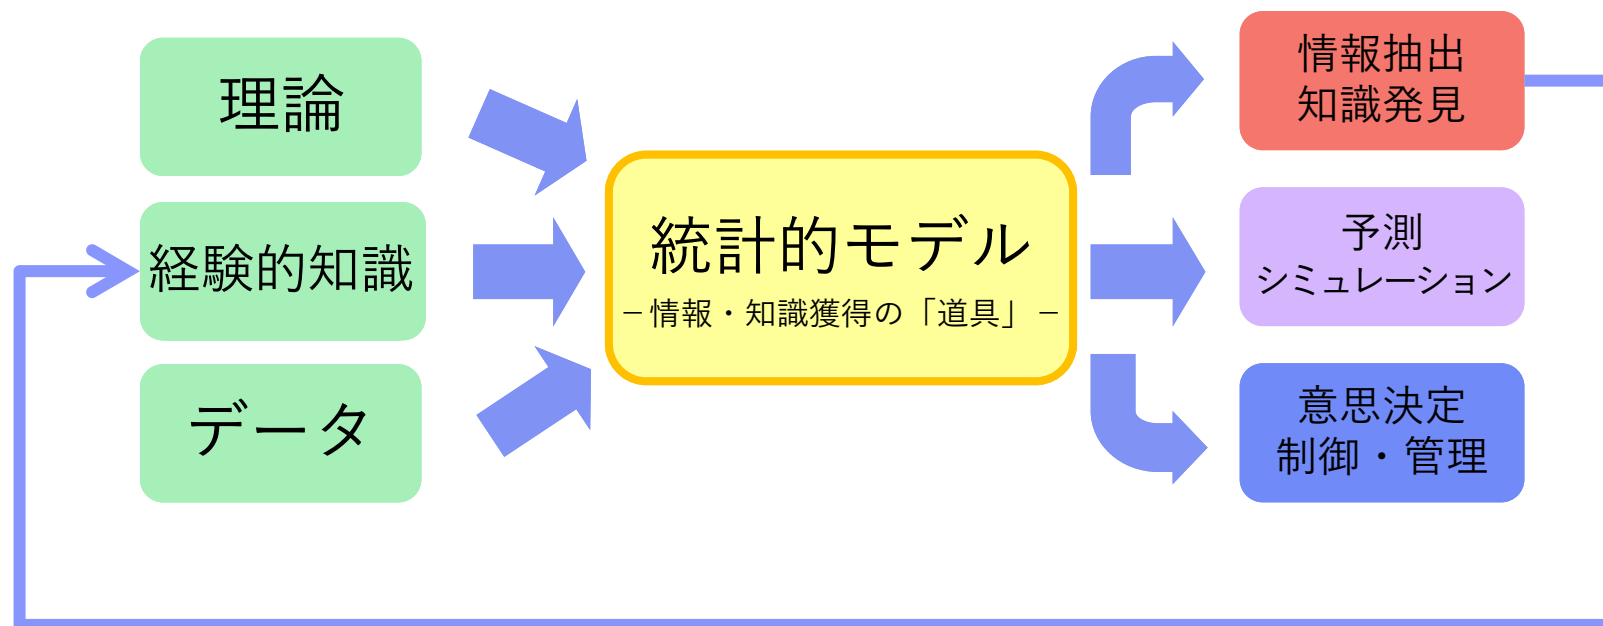 理論
経験的知識
データ
統計的モデル
－情報・知識獲得の「道具」－
情報抽出
知識発見
予測
シミュレーション
意思決定
制御・管理